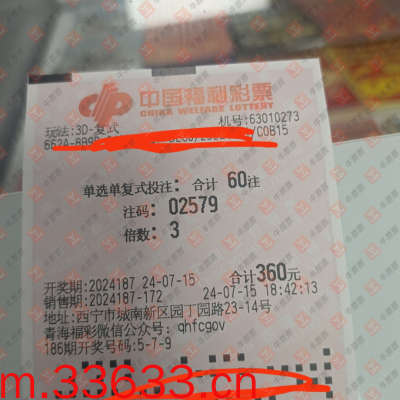 中国福利彩票
CHINA WELFARE LOTTERY
玩法:3D-复式 机号:63010273
/C0B15
单选单复式投注: 合计 60注
注码: 02579
倍数: 3
开奖期:2024187 24-07-15 合计360元
销售期:2024187-172 24-07-15 18:42:13
地址:西宁市城南新区园丁园路23-14号
青海福彩微信公众号: qhfcgov
186期开奖号码:5-7-9
m.33633.cn